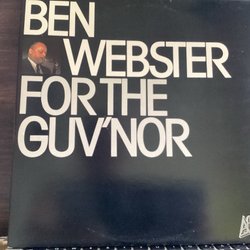 BEN
WEBSTER
FOR THE
GUV'NOR